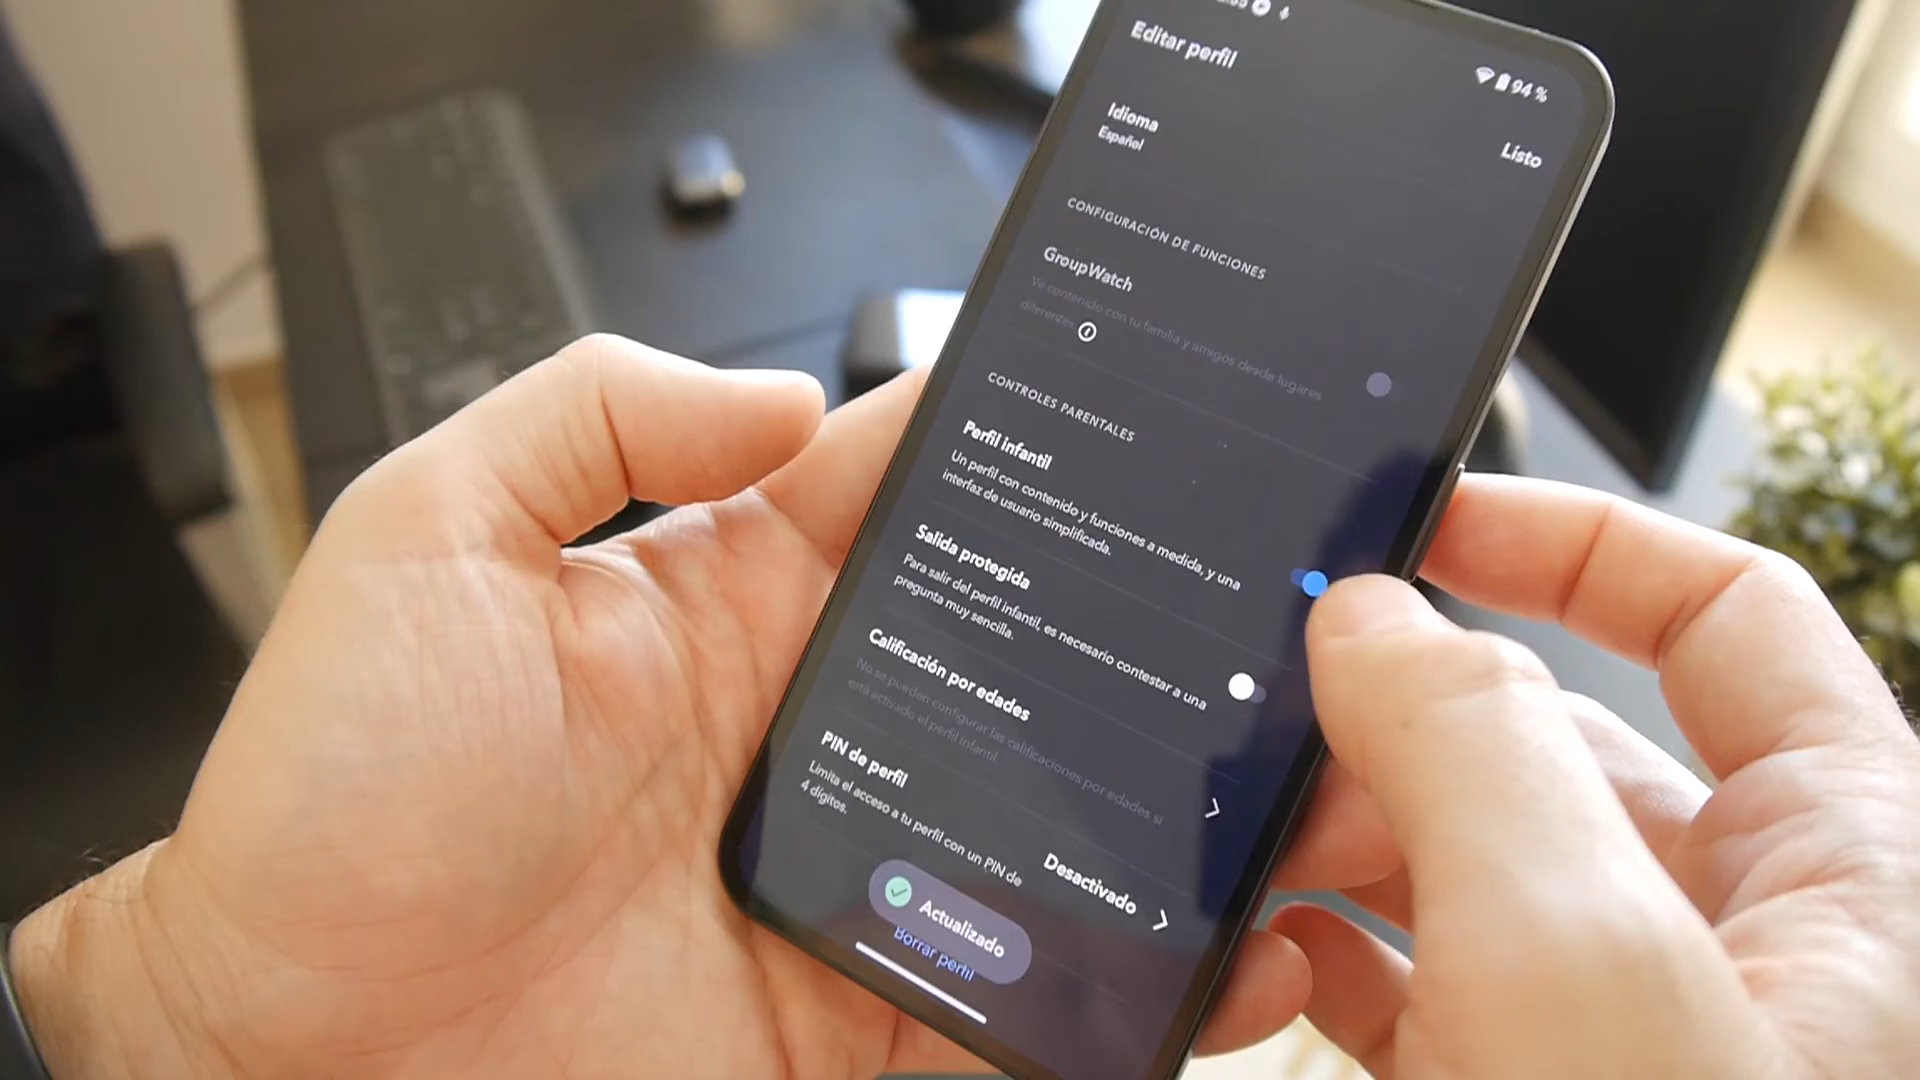 Editar perfil
94 %
Idioma
Español
Listo
CONFIGURACIÓN DE FUNCIONES
GroupWatch
Ve contenido con tu familia y amigos desde lugares
diferentes
CONTROLES PARENTALES
Perfil infantil
Un perfil con contenido y funciones a medida, y una
interfaz de usuario simplificada.
Salida protegida
Para salir del perfil infantil, es necesario contestar a una
pregunta muy sencilla.
Calificación por edades
No se pueden configurar las calificaciones por edades si
está activado el perfil infantil.
PIN de perfil
Limita el acceso a tu perfil con un PIN de
4 dígitos.
Desactivado
Actualizado
Borrar perfil